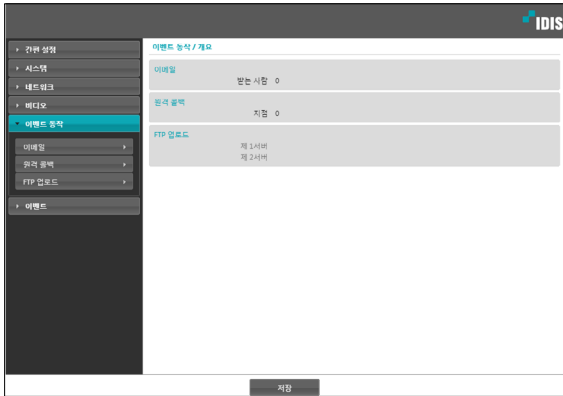 IDIS
간편 설정
시스템
네트워크
비디오
이벤트 동작
이메일
원격 콜백
FTP 업로드
이벤트
이벤트 동작 / 개요
이메일
받는 사람 0
원격 콜백
지점 0
FTP 업로드
제 1서버
제 2서버
저장